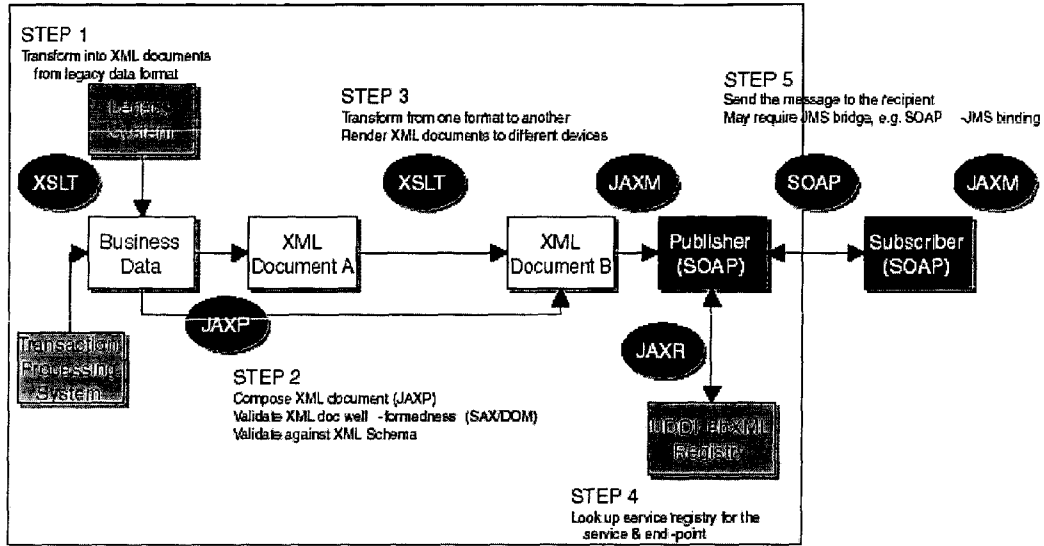 STEP 1
Transform into XML documents
from legacy data format
Legacy
System
STEP 3
Transform from one format to another
Render XML documents to different devices
STEP 5
Send the message to the recipient
May require JMS bridge, e.g. SOAP -JMS binding
XSLT
XSLT
JAXM
SOAP
JAXM
Business
Data
XML
Document A
XML
Document B
Publisher
(SOAP)
Subscriber
(SOAP)
JAXP
JAXR
Transaction
Processing
System
STEP 2
Compose XML document (JAXP)
Validate XML doc well -formedness (SAX/DOM)
Validate against XML Schema
UDDI ebXML
Registry
STEP 4
Look up service registry for the
service & end -point